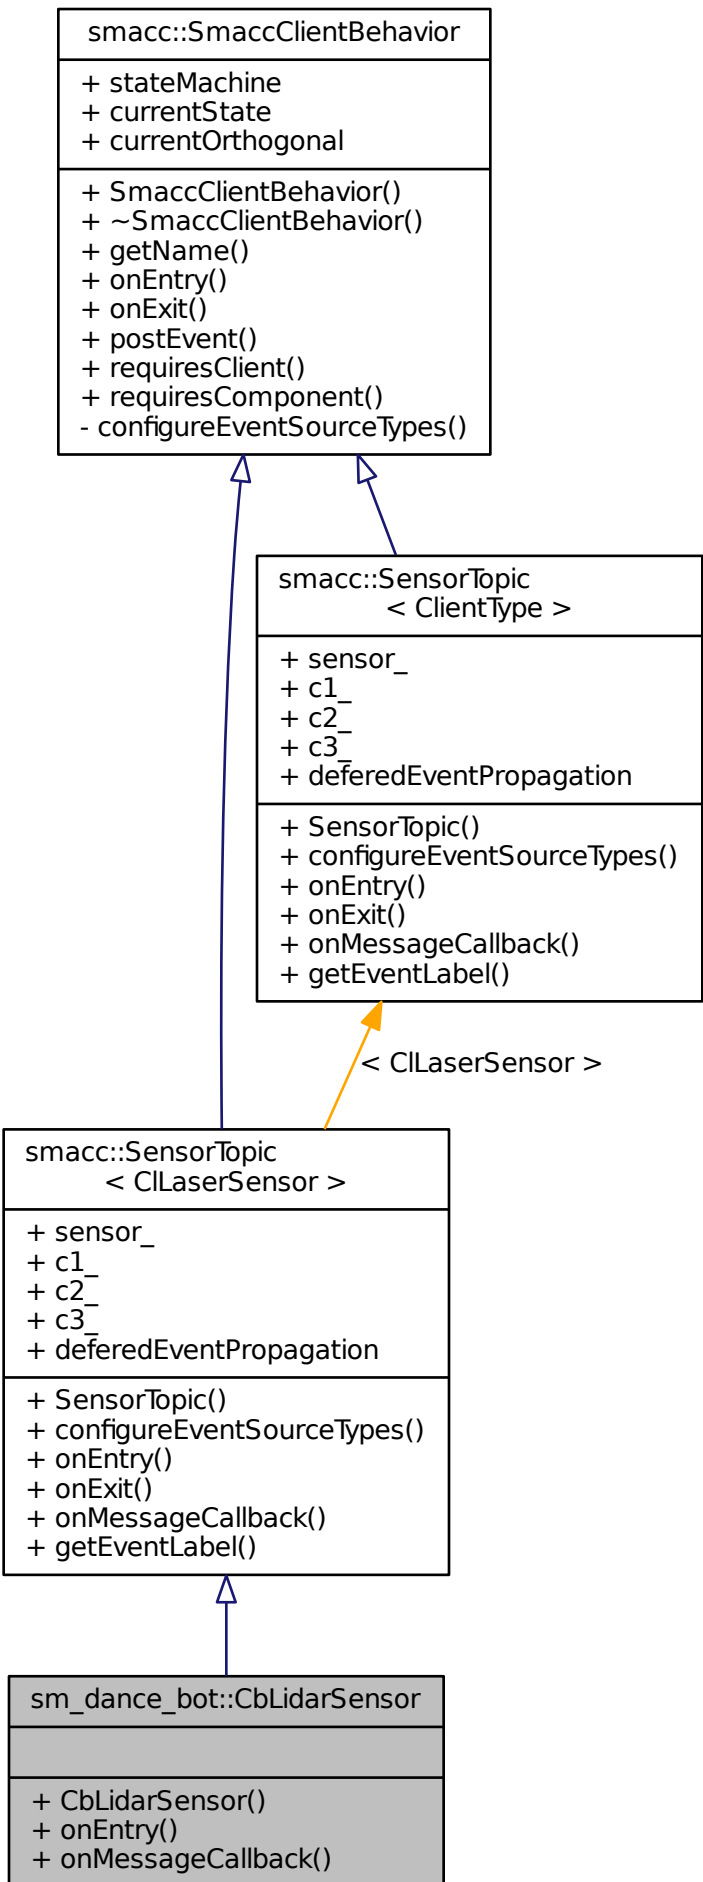 smacc::SmaccClientBehavior
+ stateMachine
+ currentState
+ currentOrthogonal
+ SmaccClientBehavior()
+ ~SmaccClientBehavior()
+ getName()
+ onEntry()
+ onExit()
+ postEvent()
+ requiresClient()
+ requiresComponent()
- configureEventSourceTypes()
smacc::SensorTopic
< ClientType >
+ sensor_
+ c1_
+ c2_
+ c3_
+ deferedEventPropagation
+ SensorTopic()
+ configureEventSourceTypes()
+ onEntry()
+ onExit()
+ onMessageCallback()
+ getEventLabel()
< ClLaserSensor >
smacc::SensorTopic
< ClLaserSensor >
+ sensor_
+ c1_
+ c2_
+ c3_
+ deferedEventPropagation
+ SensorTopic()
+ configureEventSourceTypes()
+ onEntry()
+ onExit()
+ onMessageCallback()
+ getEventLabel()
sm_dance_bot::CbLidarSensor
+ CbLidarSensor()
+ onEntry()
+ onMessageCallback()